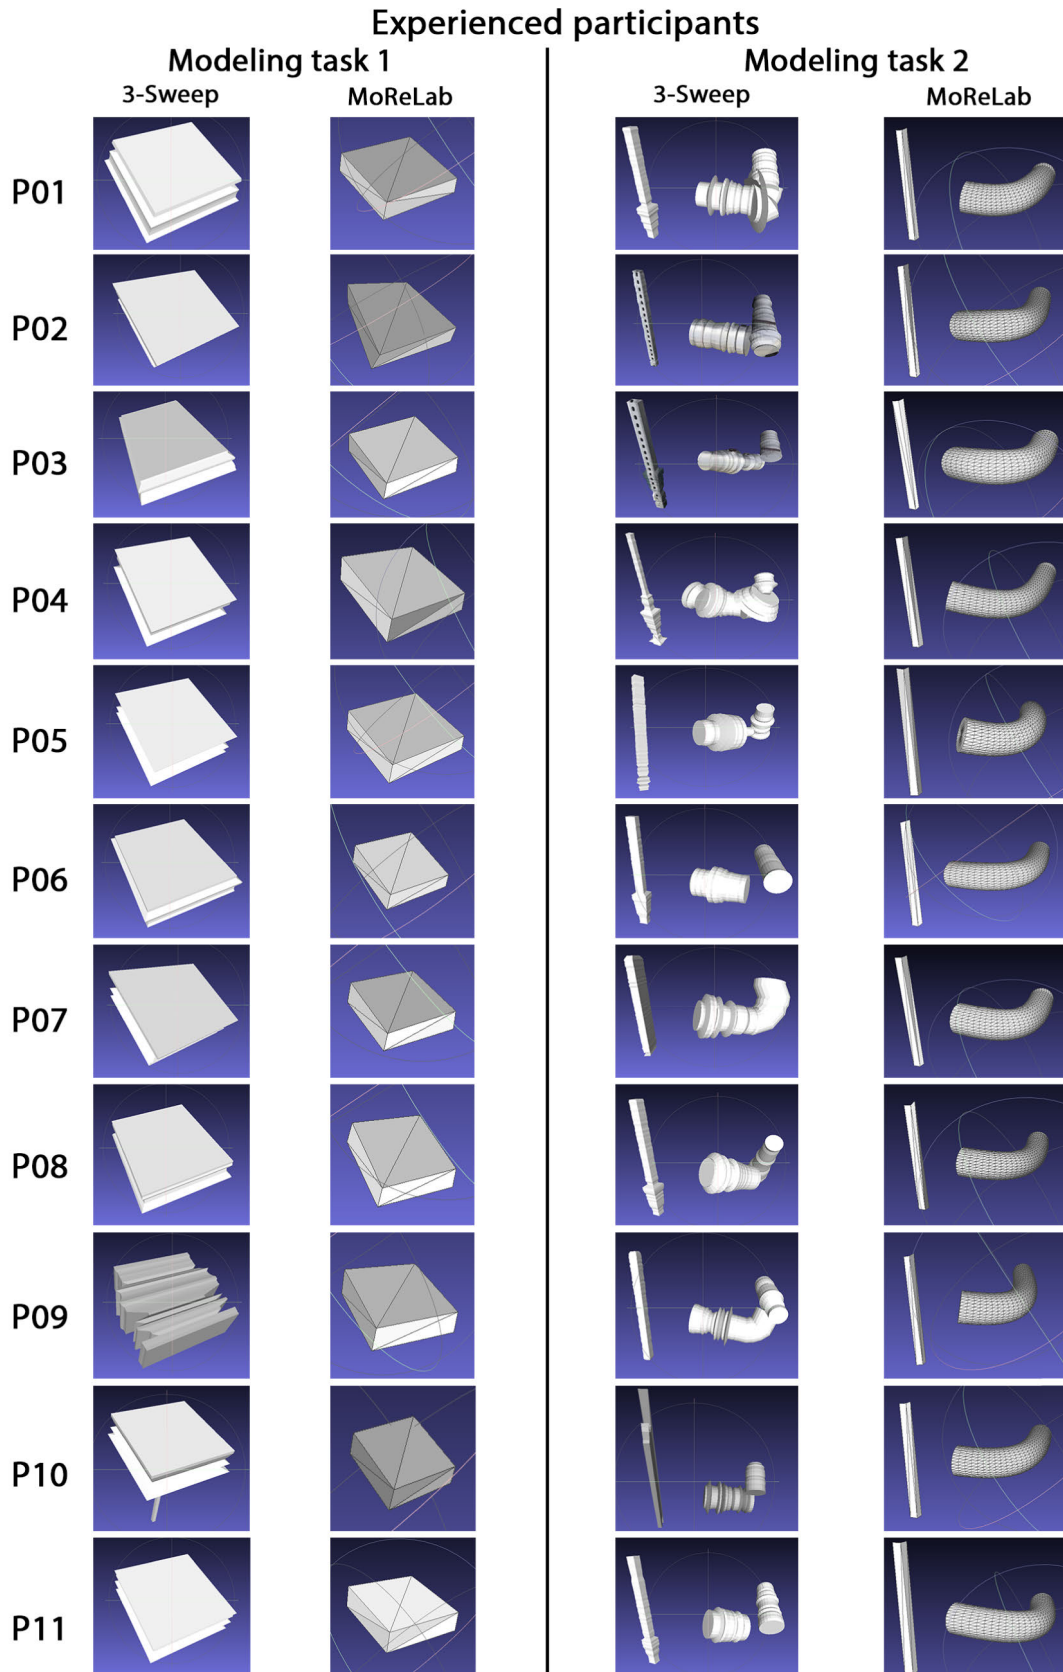 Experienced participants
Modeling task 1
Modeling task 2
3-Sweep
MoReLab
3-Sweep
MoReLab
P01
P02
P03
P04
P05
P06
P07
P08
P09
P10
P11